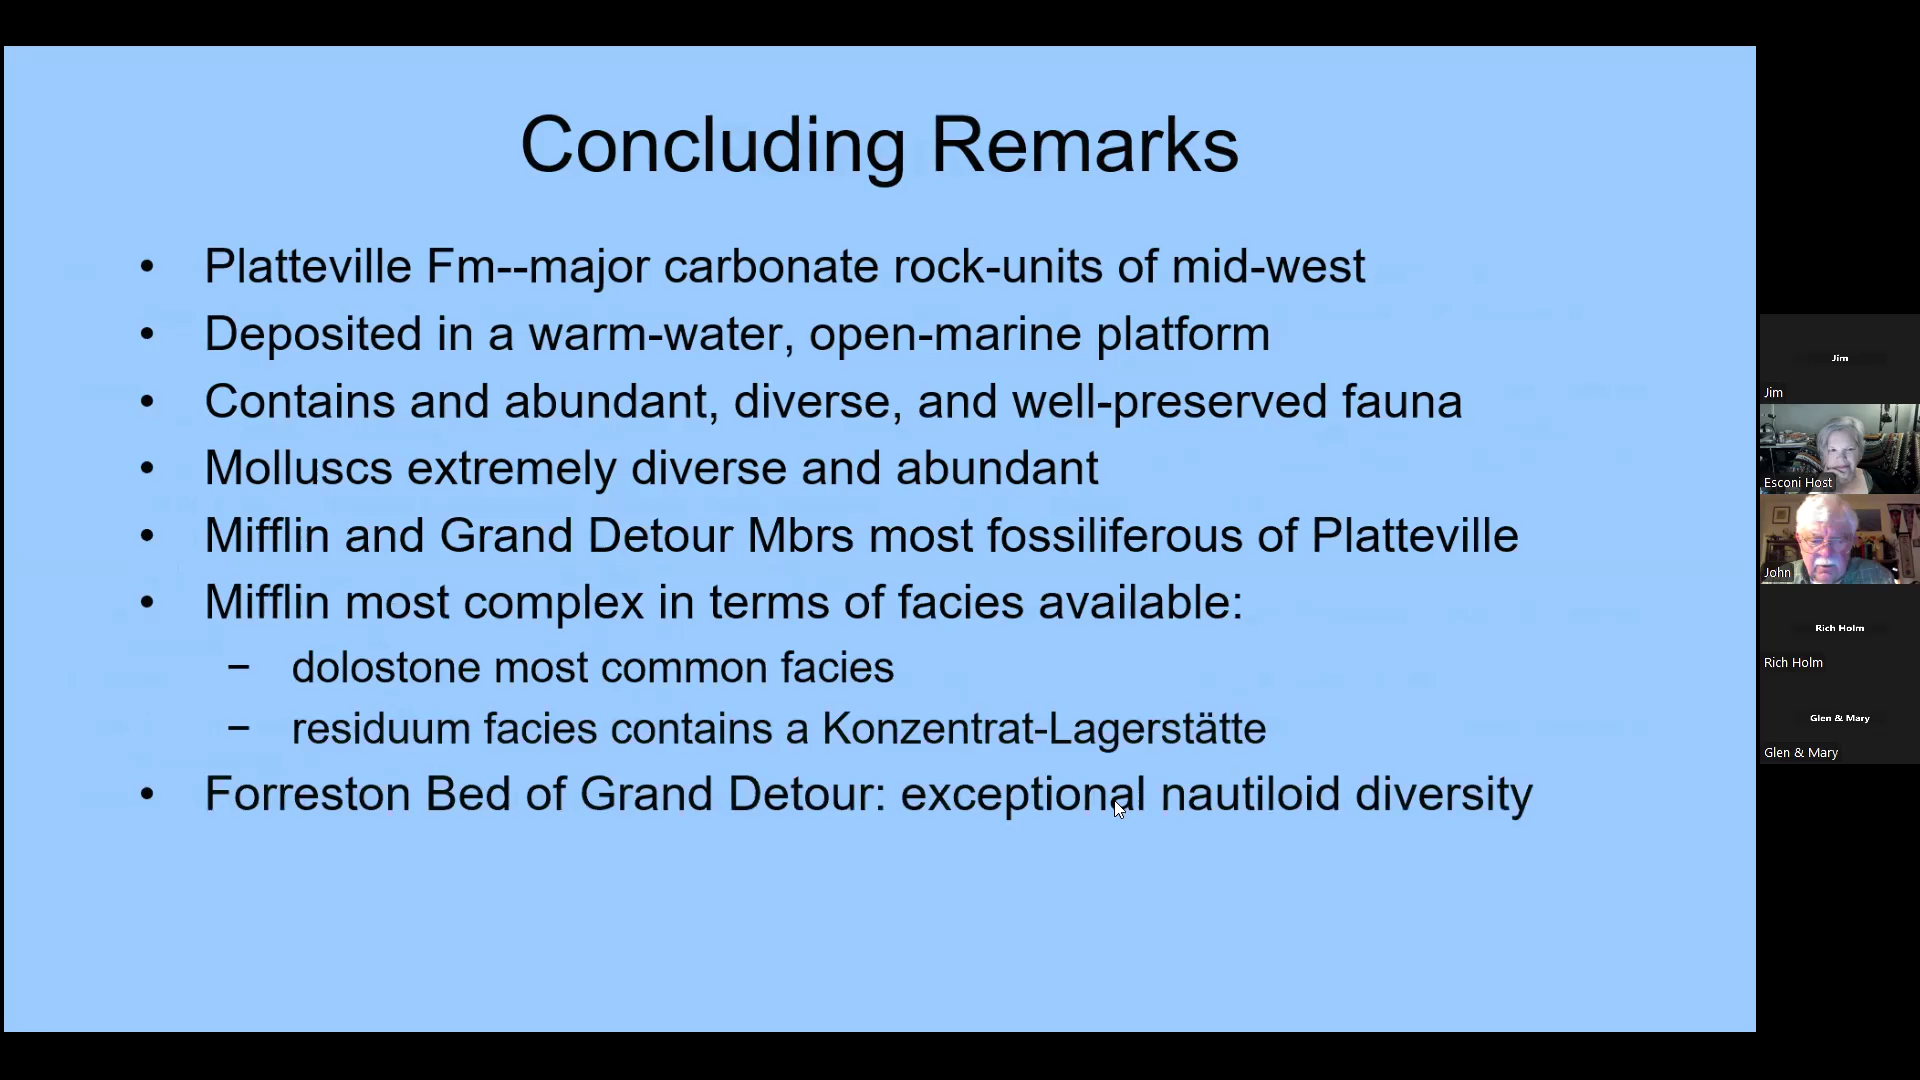 Concluding Remarks
• Platteville Fm--major carbonate rock-units of mid-west
• Deposited in a warm-water, open-marine platform
• Contains and abundant, diverse, and well-preserved fauna
• Molluscs extremely diverse and abundant
• Mifflin and Grand Detour Mbrs most fossiliferous of Platteville
• Mifflin most complex in terms of facies available:
– dolostone most common facies
– residuum facies contains a Konzentrat-Lagerstätte
• Forreston Bed of Grand Detour: exceptional nautiloid diversity
Jim
Jim
Esconi Host
John
Rich Holm
Rich Holm
Glen & Mary
Glen & Mary